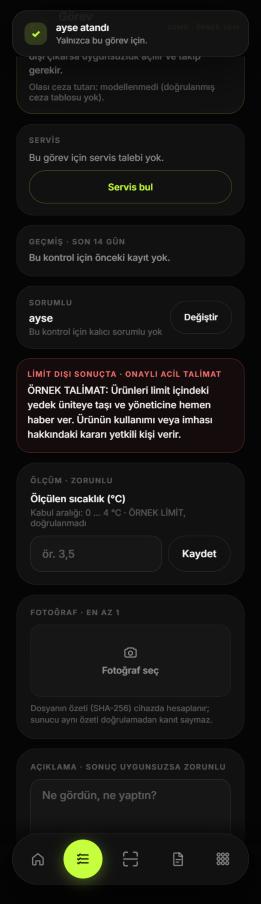 ayse atandı
Yalnızca bu görev için.
dışı çıkarsa uygunsuzluk açılır ve takip
gerekir.
Olası ceza tutarı: modellenmedi (doğrulanmış
ceza tablosu yok).
SERVİS
Bu görev için servis talebi yok.
Servis bul
GEÇMİŞ · SON 14 GÜN
Bu kontrol için önceki kayıt yok.
SORUMLU
ayse
Bu kontrol için kalıcı sorumlu yok
Değiştir
LİMİT DIŞI SONUÇTA · ONAYLI ACİL TALİMAT
ÖRNEK TALİMAT: Ürünleri limit içindeki
yedek üniteye taşı ve yöneticine hemen
haber ver. Ürünün kullanımı veya imhası
hakkındaki kararı yetkili kişi verir.
ÖLÇÜM · ZORUNLU
Ölçülen sıcaklık (°C)
Kabul aralığı: 0 … 4 °C · ÖRNEK LİMİT,
doğrulanmadı
ör. 3,5
Kaydet
FOTOĞRAF · EN AZ 1
Fotoğraf seç
Dosyanın özeti (SHA-256) cihazda hesaplanır;
sunucu aynı özeti doğrulamadan kanıt saymaz.
AÇIKLAMA · SONUÇ UYGUNSUZSA ZORUNLU
Ne gördün, ne yaptın?